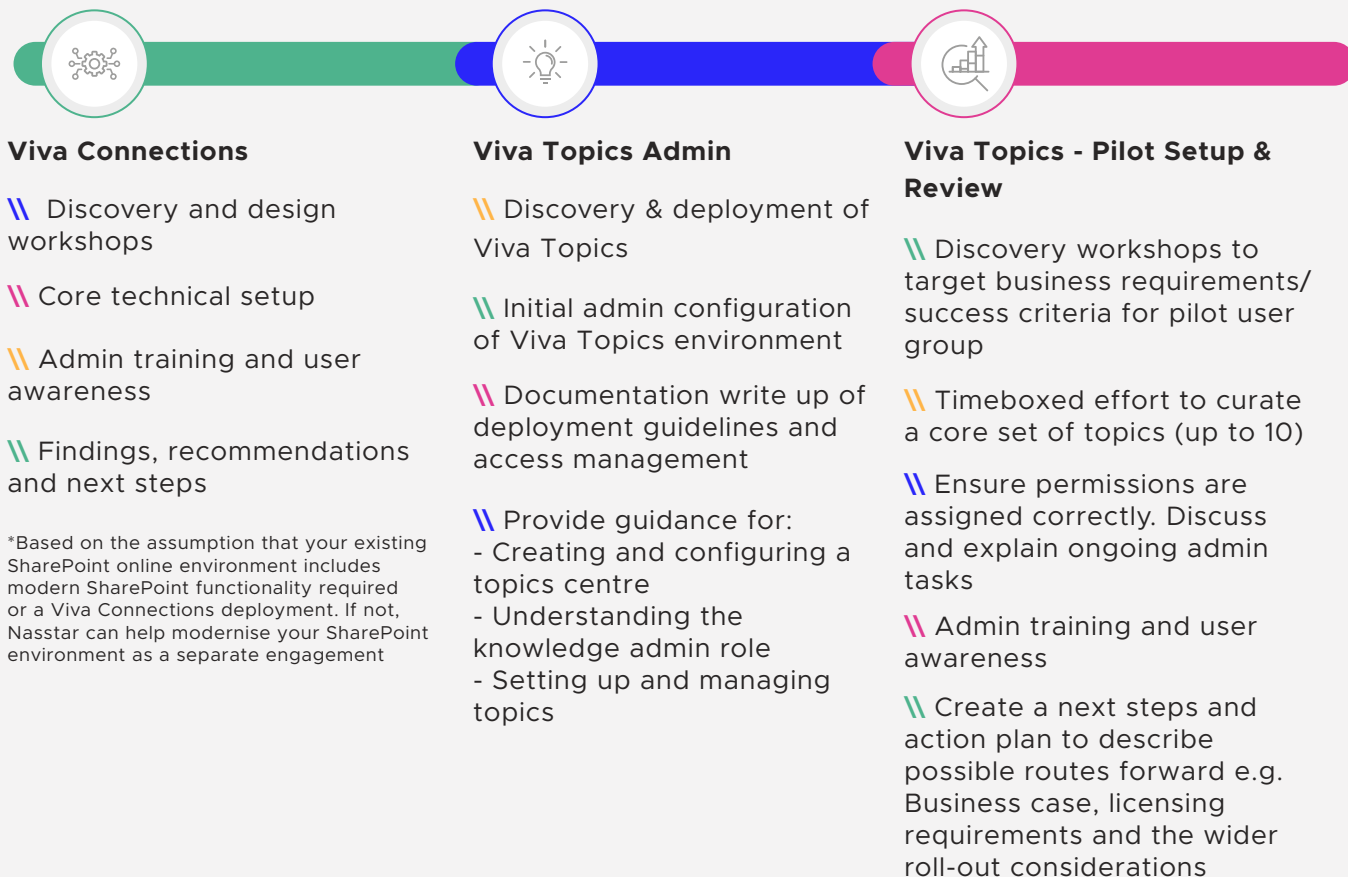 Viva Connections
\\ Discovery and design
workshops
\\ Core technical setup
\\ Admin training and user
awareness
\\ Findings, recommendations
and next steps
*Based on the assumption that your existing
SharePoint online environment includes
modern SharePoint functionality required
or a Viva Connections deployment. If not,
Nasstar can help modernise your SharePoint
environment as a separate engagement
Viva Topics Admin
\\ Discovery & deployment of
Viva Topics
\\ Initial admin configuration
of Viva Topics environment
\\ Documentation write up of
deployment guidelines and
access management
\\ Provide guidance for:
- Creating and configuring a
topics centre
- Understanding the
knowledge admin role
- Setting up and managing
topics
Viva Topics - Pilot Setup &
Review
\\ Discovery workshops to
target business requirements/
success criteria for pilot user
group
\\ Timeboxed effort to curate
a core set of topics (up to 10)
\\ Ensure permissions are
assigned correctly. Discuss
and explain ongoing admin
tasks
\\ Admin training and user
awareness
\\ Create a next steps and
action plan to describe
possible routes forward e.g.
Business case, licensing
requirements and the wider
roll-out considerations